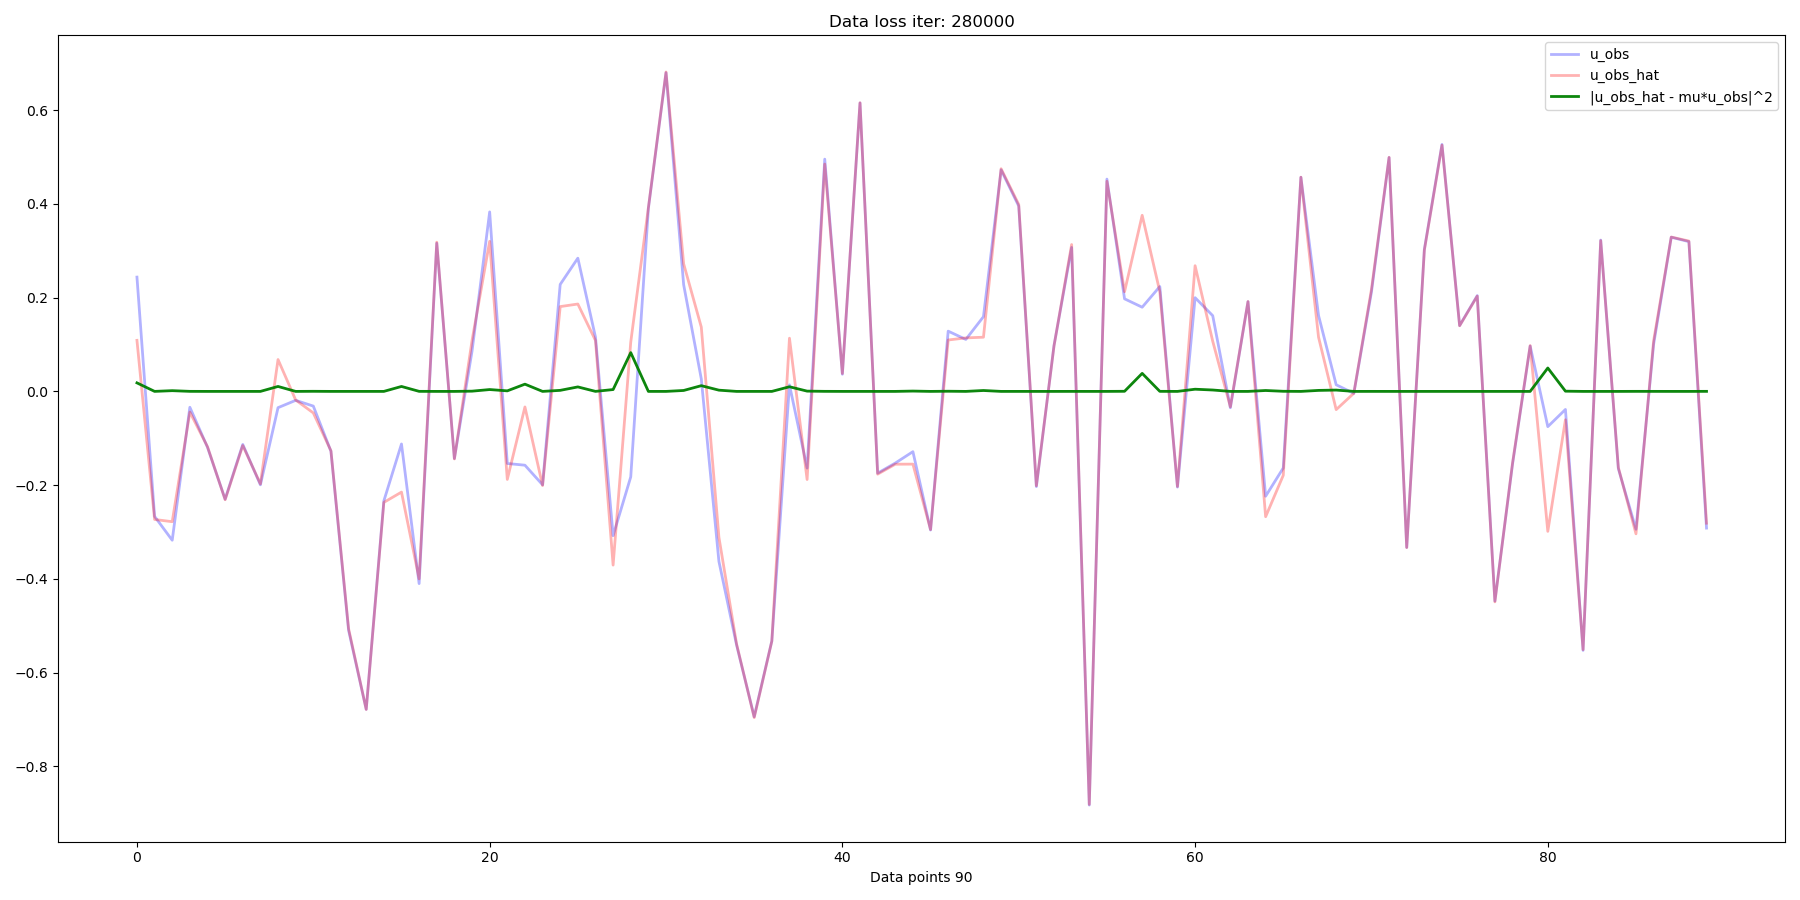 Data loss iter: 280000
u_obs
u_obs_hat
|u_obs_hat - mu*u_obs|^2
0.6
0.4
0.2
0.0
−0.2
−0.4
−0.6
−0.8
0 20 40 60 80
Data points 90